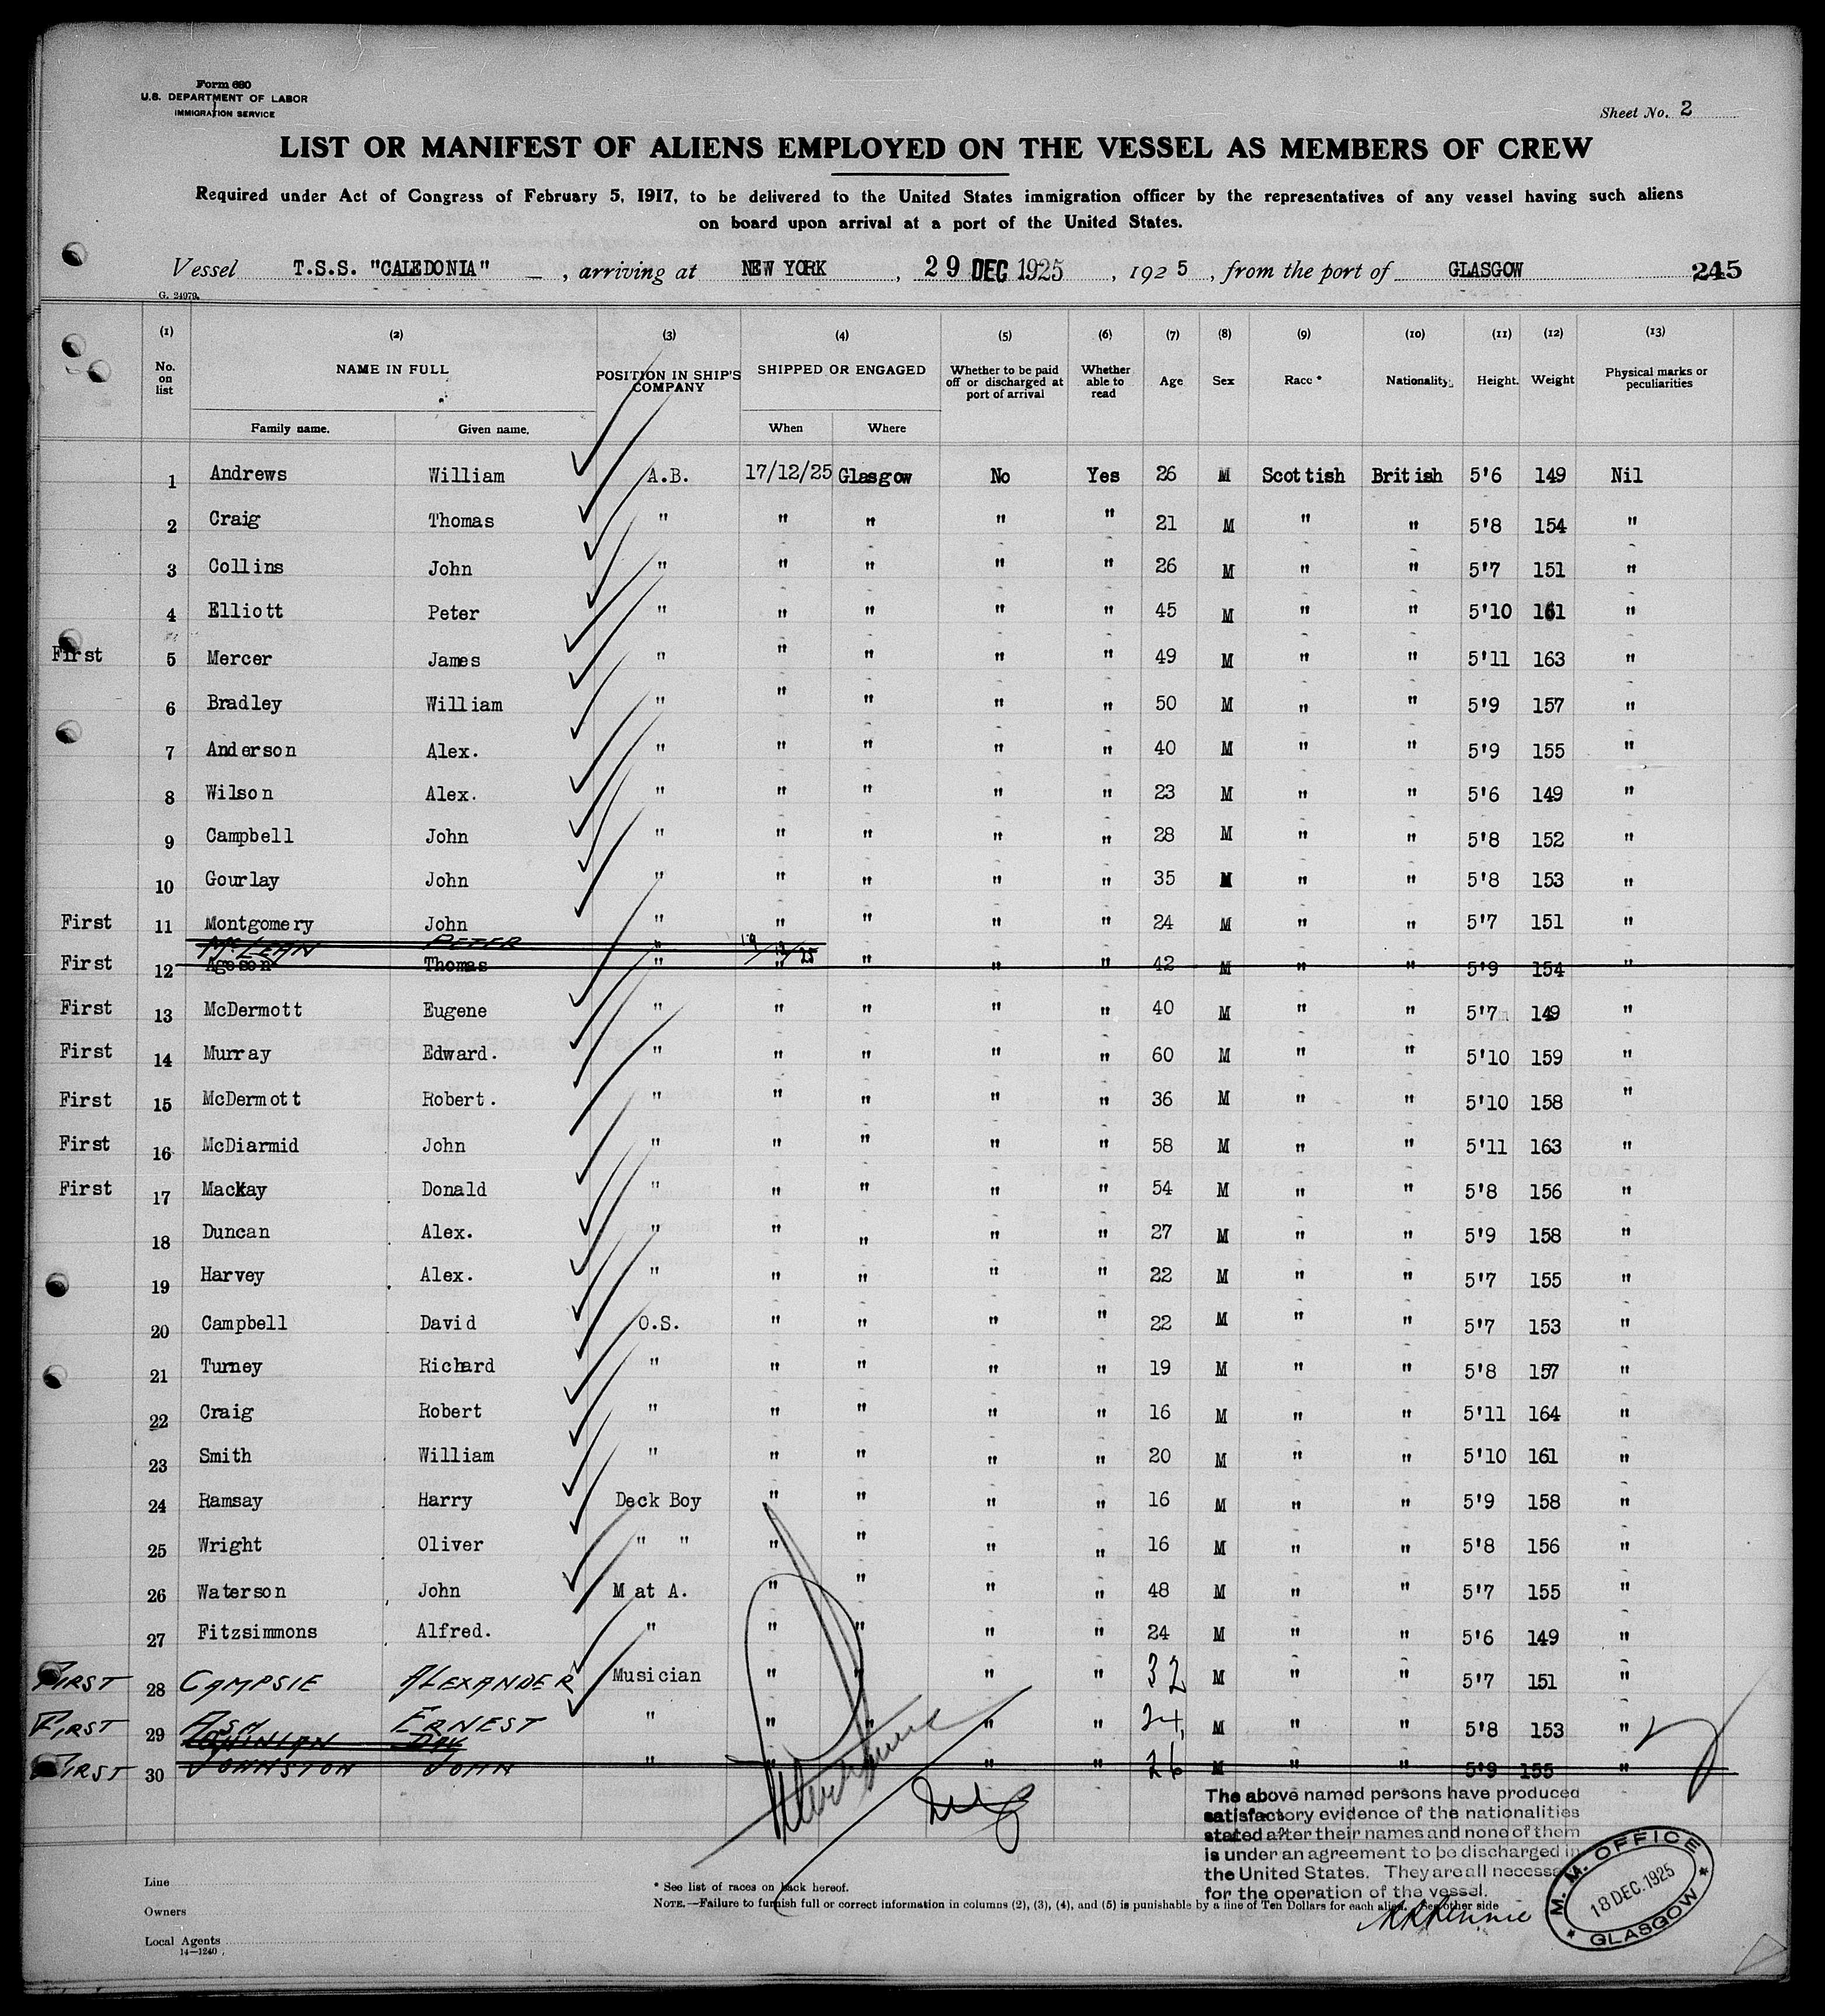 Form 680
U.S. DEPARTMENT OF LABOR
IMMIGRATION SERVICE
Sheet No. 2
LIST OR MANIFEST OF ALIENS EMPLOYED ON THE VESSEL AS MEMBERS OF CREW
Required under Act of Congress of February 5, 1917, to be delivered to the United States immigration officer by the representatives of any vessel having such aliens
on board upon arrival at a port of the United States.
Vessel T.S.S. "CALEDONIA" , arriving at NEW YORK , 29 DEC 1925 , 1925 , from the port of GLASGOW 245
G. 24979.
(1) (2) (3) (4) (5) (6) (7) (8) (9) (10) (11) (12) (13)
No. on list NAME IN FULL POSITION IN SHIP'S COMPANY SHIPPED OR ENGAGED Whether to be paid off or discharged at port of arrival Whether able to read Age Sex Race * Nationality. Height. Weight Physical marks or peculiarities
Family name. Given name. When Where
1 Andrews William A.B. 17/12/25 Glasgow No Yes 26 M Scottish British 5'6 149 Nil
2 Craig Thomas " " " " " 21 M " " 5'8 154 "
3 Collins John " " " " " 26 M " " 5'7 151 "
4 Elliott Peter " " " " " 45 M " " 5'10 161 "
First 5 Mercer James " " " " " 49 M " " 5'11 163 "
6 Bradley William " " " " " 50 M " " 5'9 157 "
7 Anderson Alex. " " " " " 40 M " " 5'9 155 "
8 Wilson Alex. " " " " " 23 M " " 5'6 149 "
9 Campbell John " " " " " 28 M " " 5'8 152 "
10 Gourlay John " " " " " 35 M " " 5'8 153 "
First 11 Montgomery John " " " " " 24 M " " 5'7 151 "
McLEAN PETER " 19/12/25
First 12 Ageson Thomas " " " " " 42 M " " 5'9 154 "
First 13 McDermott Eugene " " " " " 40 M " " 5'7 149 "
First 14 Murray Edward. " " " " " 60 M " " 5'10 159 "
First 15 McDermott Robert. " " " " " 36 M " " 5'10 158 "
First 16 McDiarmid John " " " " " 58 M " " 5'11 163 "
First 17 Mackay Donald " " " " " 54 M " " 5'8 156 "
18 Duncan Alex. " " " " " 27 M " " 5'9 158 "
19 Harvey Alex. " " " " " 22 M " " 5'7 155 "
20 Campbell David O.S. " " " " 22 M " " 5'7 153 "
21 Turney Richard " " " " " 19 M " " 5'8 157 "
22 Craig Robert " " " " " 16 M " " 5'11 164 "
23 Smith William " " " " " 20 M " " 5'10 161 "
24 Ramsay Harry Deck Boy " " " " 16 M " " 5'9 158 "
25 Wright Oliver " " " " " " 16 M " " 5'8 156 "
26 Waterson John M at A. " " " " 48 M " " 5'7 155 "
27 Fitzsimmons Alfred. " " " " " 24 M " " 5'6 149 "
FIRST 28 CAMPSIE ALEXANDER Musician " " " " 32 M " " 5'7 151 "
FIRST 29 ASH ERNEST " " " " " 24 M " " 5'8 153 "
FIRST 30 JOHNSTON JOHN " " " " 26 M " " 5'9 155 "
The above named persons have produced
satisfactory evidence of the nationalities
stated after their names and none of them
is under an agreement to be discharged in
the United States. They are all necessary
for the operation of the vessel.
M. M. OFFICE
18 DEC. 1925
GLASGOW
Line
Owners
Local Agents
14—1240
* See list of races on back hereof.
NOTE.—Failure to furnish full or correct information in columns (2), (3), (4), and (5) is punishable by a fine of Ten Dollars for each alien. See other side